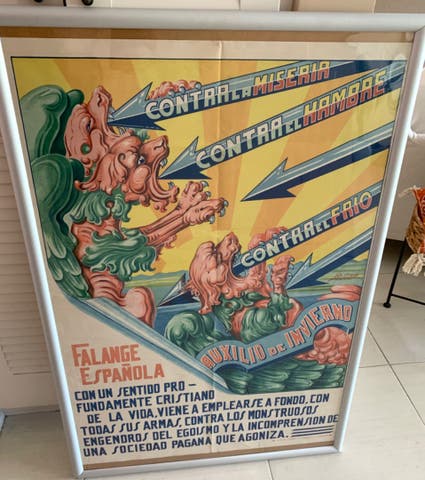 CONTRA LA MISERIA
CONTRA EL HAMBRE
CONTRA EL FRIO
AUXILIO DE INVIERNO
FALANGE
ESPAÑOLA
CON UN SENTIDO PRO-
FUNDAMENTE CRISTIANO
DE LA VIDA, VIENE A EMPLEARSE A FONDO, CON
TODAS SUS ARMAS, CONTRA LOS MONSTRUOSOS
ENGENDROS DEL EGOISMO Y LA INCOMPRENSION DE
UNA SOCIEDAD PAGANA QUE AGONIZA.